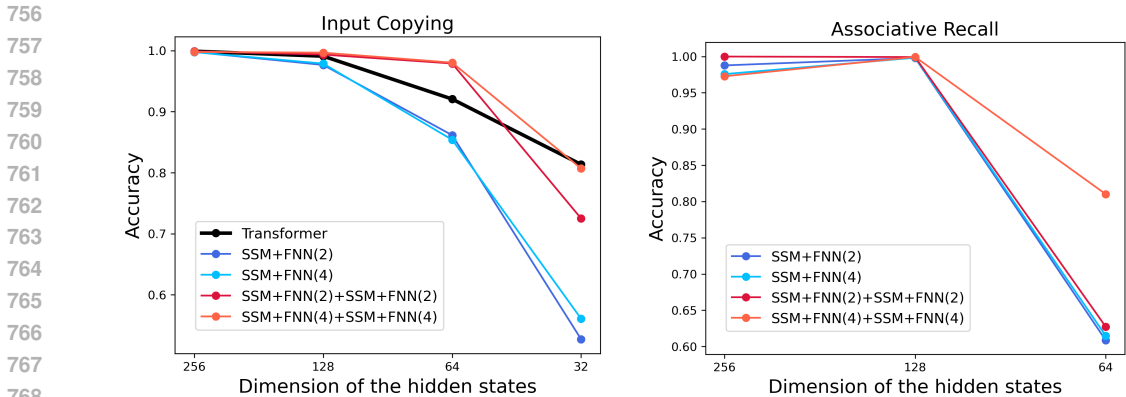 756
757
758
759
760
761
762
763
764
765
766
767
768
Input Copying
1.0
0.9
0.8
0.7
0.6
Accuracy
Transformer
SSM+FNN(2)
SSM+FNN(4)
SSM+FNN(2)+SSM+FNN(2)
SSM+FNN(4)+SSM+FNN(4)
256 128 64 32
Dimension of the hidden states
Associative Recall
1.00
0.95
0.90
0.85
0.80
0.75
0.70
0.65
0.60
Accuracy
SSM+FNN(2)
SSM+FNN(4)
SSM+FNN(2)+SSM+FNN(2)
SSM+FNN(4)+SSM+FNN(4)
256 128 64
Dimension of the hidden states